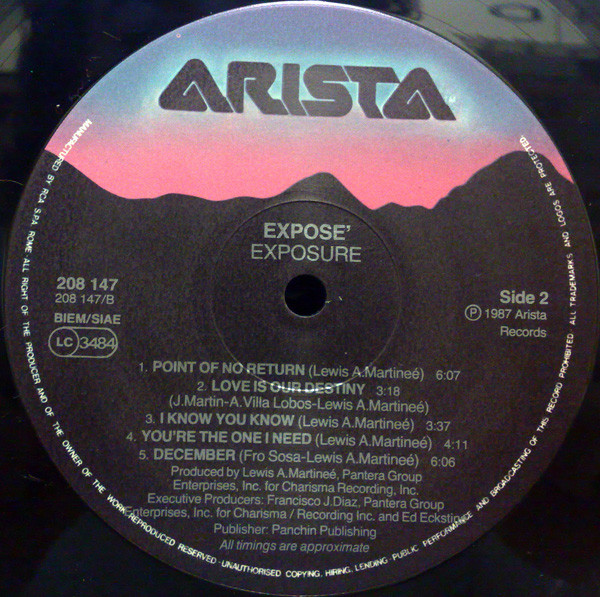 ARISTA
EXPOSE'
EXPOSURE
208 147
208 147/B
BIEM/SIAE
LC 3484
Side 2
Ⓟ 1987 Arista
Records
1. POINT OF NO RETURN (Lewis A.Martineé) 6:07
2. LOVE IS OUR DESTINY 3:18
(J.Martin-A.Villa Lobos-Lewis A.Martineé)
3. I KNOW YOU KNOW (Lewis A.Martineé) 3:37
4. YOU'RE THE ONE I NEED (Lewis A.Martineé) 4:11
5. DECEMBER (Fro Sosa-Lewis A.Martineé) 6:06
Produced by Lewis A.Martineé, Pantera Group
Enterprises, Inc. for Charisma Recording, Inc.
Executive Producers: Francisco J.Diaz, Pantera Group
Enterprises, Inc. for Charisma / Recording Inc. and Ed Eckstine
Publisher: Panchin Publishing
All timings are approximate
MANUFACTURED BY RCA S.P.A. ROME ALL RIGHT OF THE PRODUCER AND OF THE OWNER OF THE WORK REPRODUCED RESERVED · UNAUTHORISED COPYING, HIRING, LENDING · PUBLIC PERFORMANCE AND BROADCASTING OF THIS RECORD PROHIBITED. ALL TRADEMARKS AND LOGOS ARE PROTECTED.